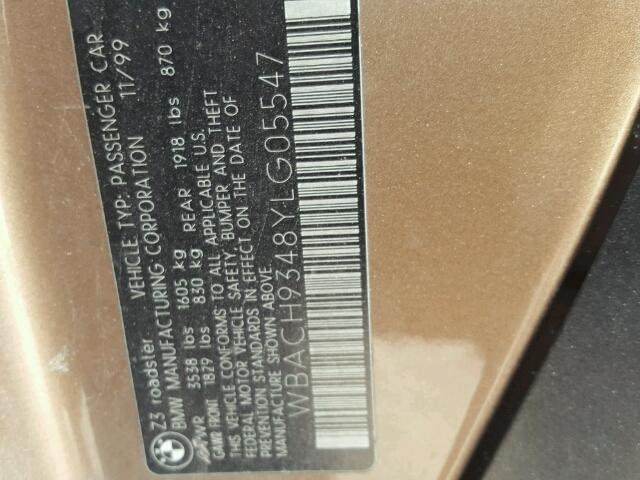 Z3 roadster VEHICLE TYP: PASSENGER CAR
BMW MANUFACTURING CORPORATION 11/99
GVWR 3538 lbs 1605 kg REAR 1918 lbs 870 kg
GAWR FRONT 1829 lbs 830 kg
THIS VEHICLE CONFORMS TO ALL APPLICABLE U.S.
FEDERAL MOTOR VEHICLE SAFETY, BUMPER AND THEFT
PREVENTION STANDARDS IN EFFECT ON THE DATE OF
MANUFACTURE SHOWN ABOVE.
WBACH9348YLG05547